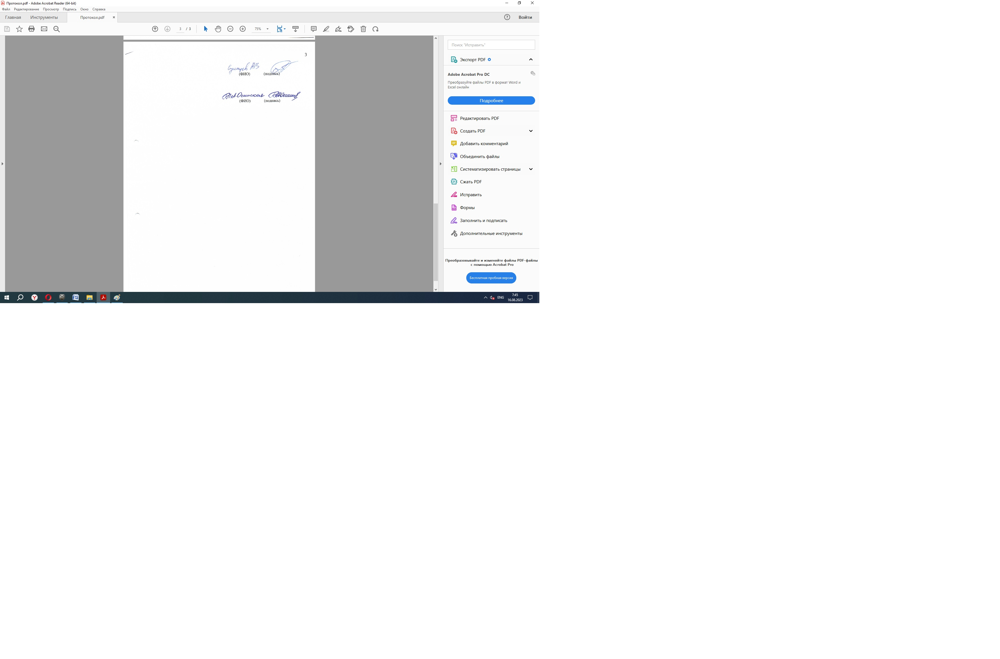 Протокол.pdf - Adobe Acrobat Reader (64-bit)
Файл Редактирование Просмотр Подпись Окно Справка
Главная Инструменты Протокол.pdf × ? Войти
3 / 3 75%
3
АВ
(ФИО) (подпись)
Осинская
(ФИО) (подпись)
Поиск "Исправить"
Экспорт PDF
Adobe Acrobat Pro DC
Преобразуйте файлы PDF в формат Word и
Excel онлайн
Подробнее
Редактировать PDF
Создать PDF
Добавить комментарий
Объединить файлы
Систематизировать страницы
Сжать PDF
Исправить
Формы
Заполнить и подписать
Дополнительные инструменты
Преобразовывайте и изменяйте файлы PDF-файлы
с помощью Acrobat Pro
Бесплатная пробная версия
ENG
7:45
16.08.2023